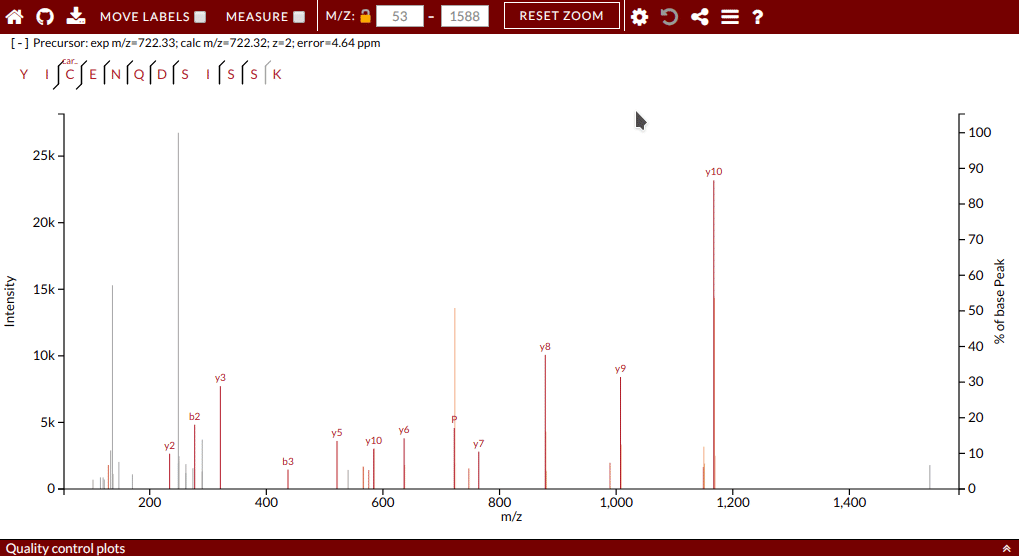 MOVE LABELS MEASURE M/Z: 53 - 1588 RESET ZOOM ?
[-] Precursor: exp m/z=722.33; calc m/z=722.32; z=2; error=4.64 ppm
car..
Y I C E N Q D S I S S K
25k
20k
15k
10k
5k
0
Intensity
y2
b2
y3
b3
y5
y10
y6
P
y7
y8
y9
y10
100
90
80
70
60
50
40
30
20
10
0
% of base Peak
200 400 600 800 1,000 1,200 1,400
m/z
Quality control plots